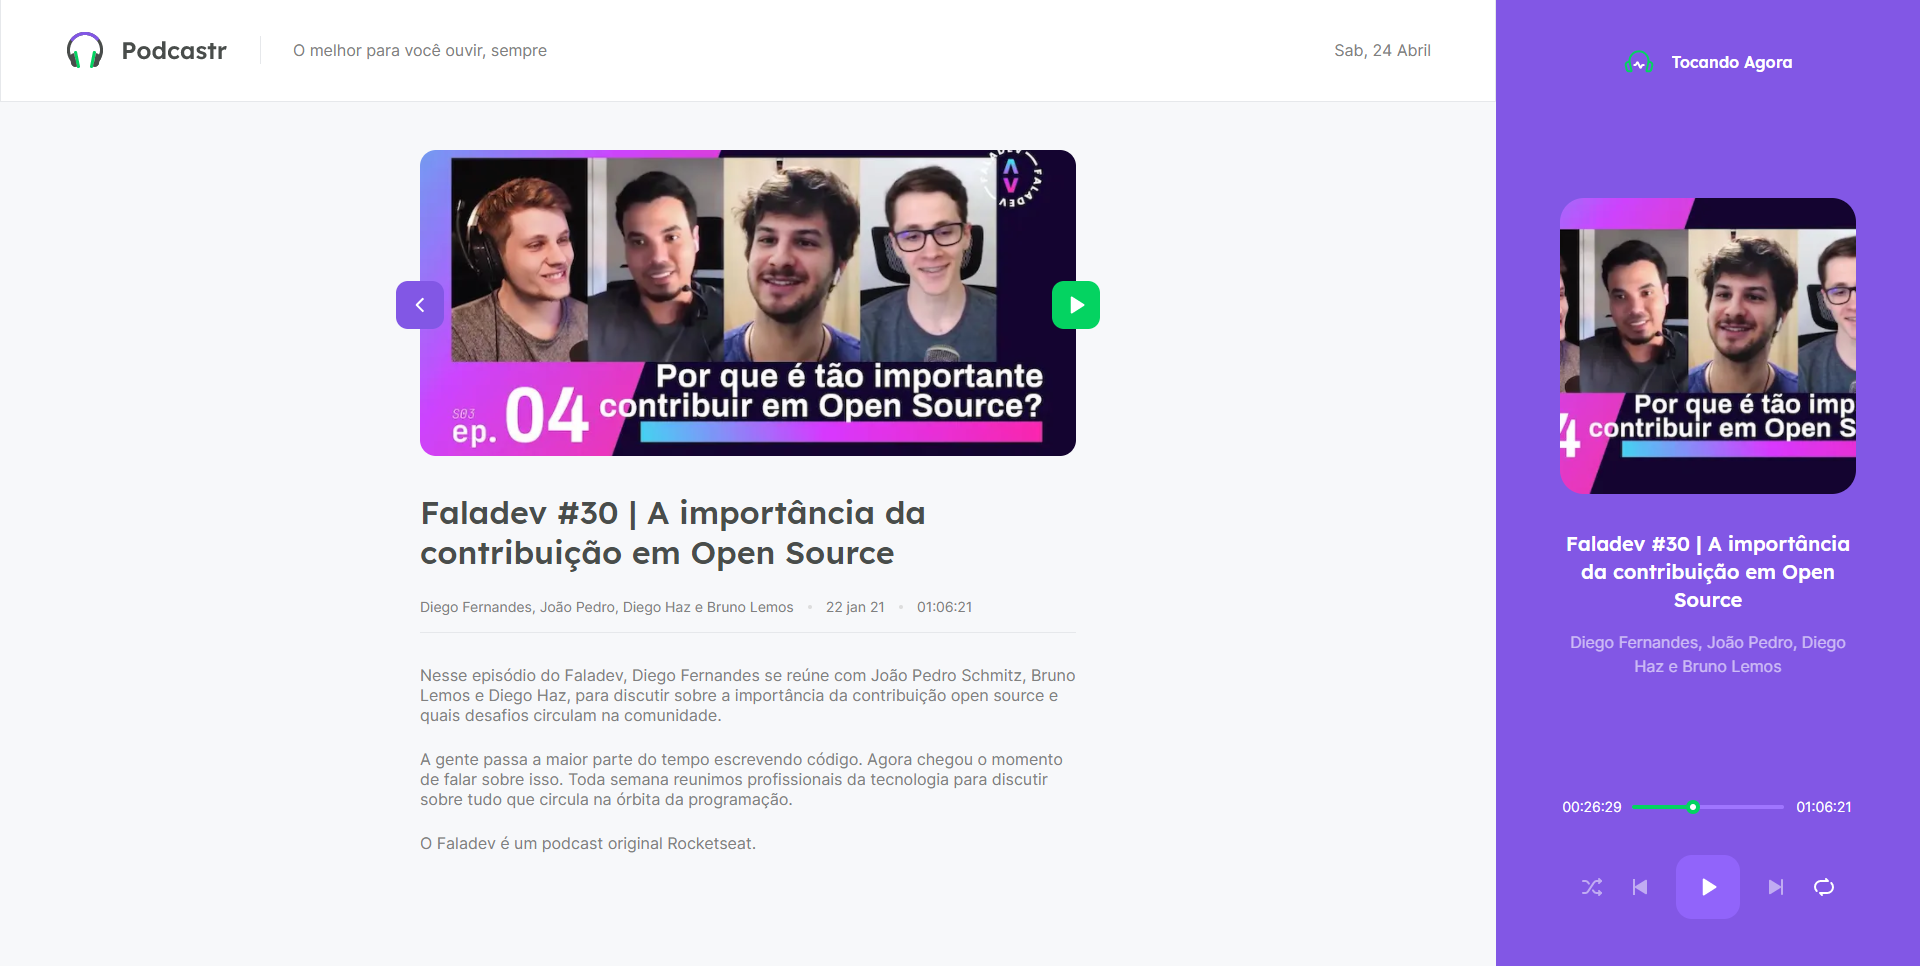 Podcastr
O melhor para você ouvir, sempre
Sab, 24 Abril
FALADEV FALADEV
Por que é tão importante
contribuir em Open Source?
S03
ep. 04
Faladev #30 | A importância da
contribuição em Open Source
Diego Fernandes, João Pedro, Diego Haz e Bruno Lemos • 22 jan 21 • 01:06:21
Nesse episódio do Faladev, Diego Fernandes se reúne com João Pedro Schmitz, Bruno
Lemos e Diego Haz, para discutir sobre a importância da contribuição open source e
quais desafios circulam na comunidade.
A gente passa a maior parte do tempo escrevendo código. Agora chegou o momento
de falar sobre isso. Toda semana reunimos profissionais da tecnologia para discutir
sobre tudo que circula na órbita da programação.
O Faladev é um podcast original Rocketseat.
Tocando Agora
Por que é tão imp
contribuir em Open S
4
Faladev #30 | A importância
da contribuição em Open
Source
Diego Fernandes, João Pedro, Diego
Haz e Bruno Lemos
00:26:29
01:06:21